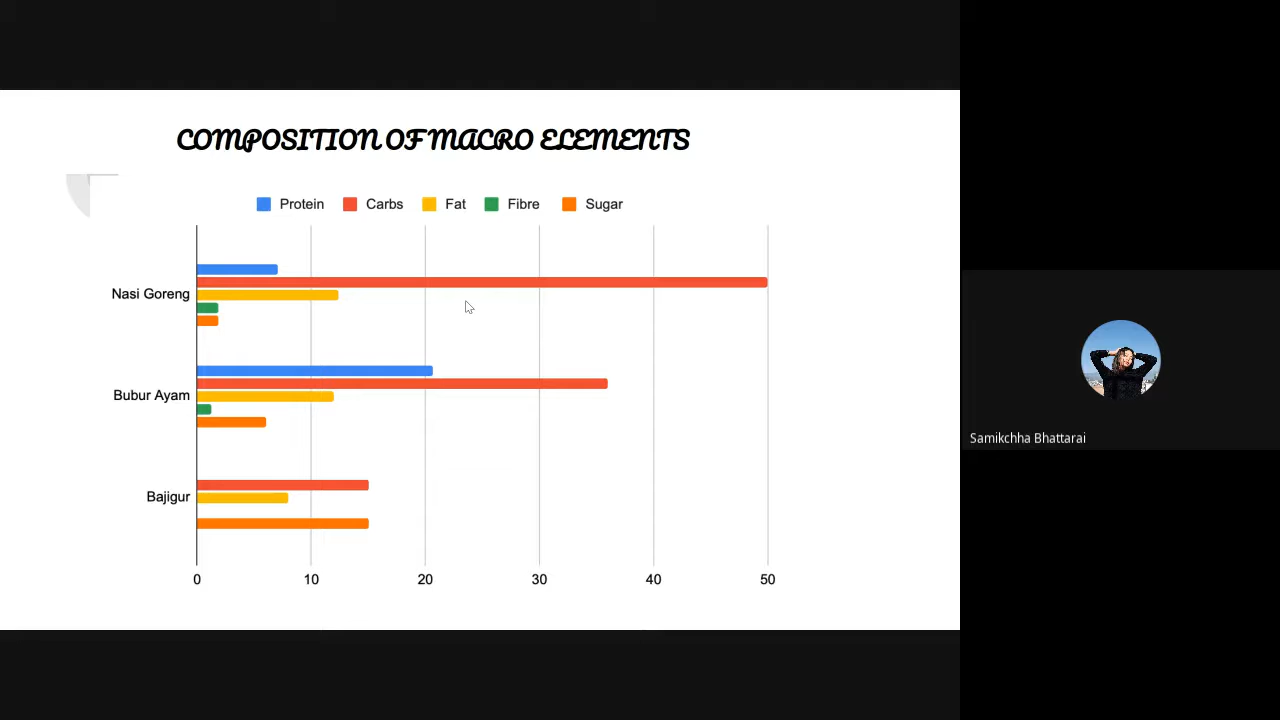 COMPOSITION OF MACRO ELEMENTS
Protein Carbs Fat Fibre Sugar
Nasi Goreng
Bubur Ayam
Bajigur
0 10 20 30 40 50
Samikchha Bhattarai